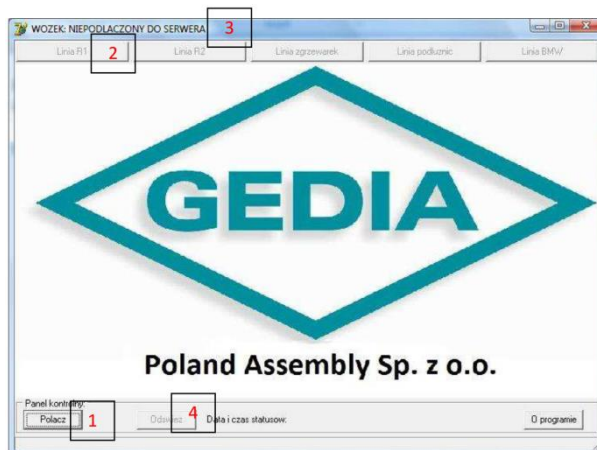 WOZEK: NIEPODLACZONY DO SERWERA 3
Linia R1 2 Linia R2 Linia zgrzewarek Linia podluznic Linia BMW
GEDIA
Poland Assembly Sp. z o.o.
Panel kontrolny:
Polacz 1 Odswiez 4 Data i czas statusow: O programie